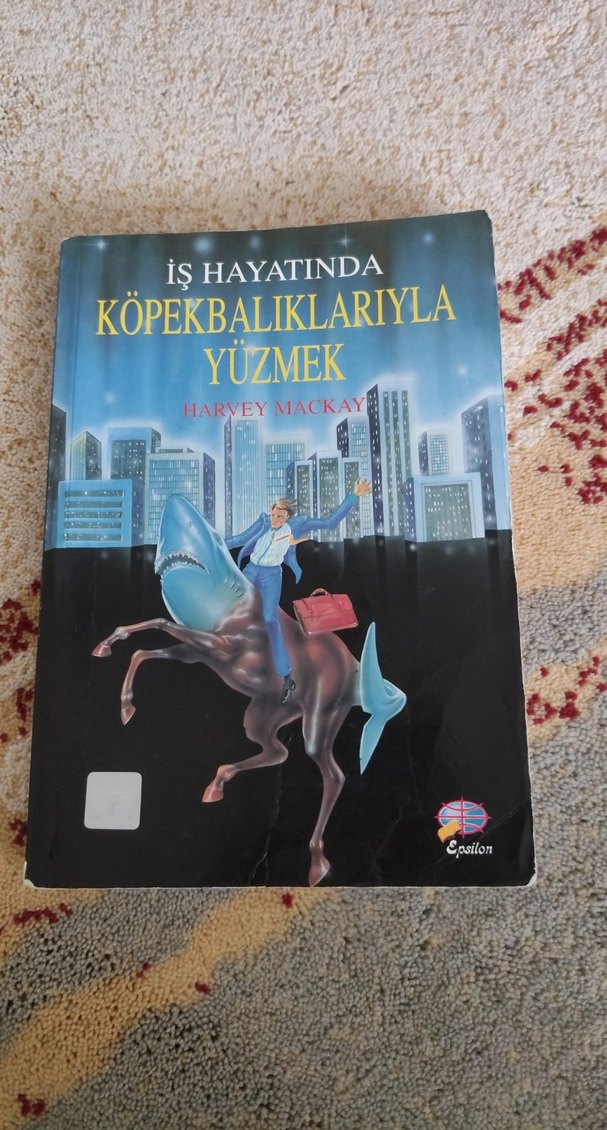 İŞ HAYATINDA
KÖPEKBALIKLARIYLA
YÜZMEK
HARVEY MACKAY
Epsilon